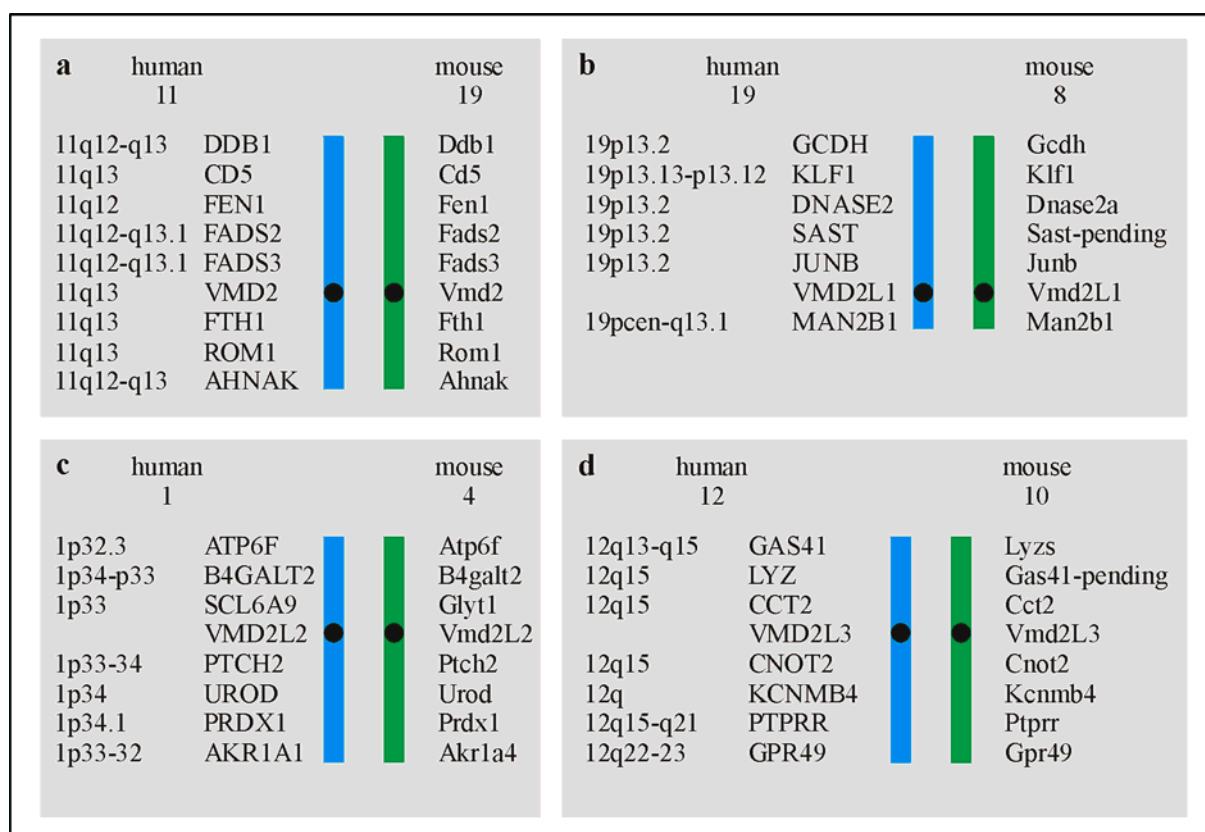 a human mouse
11 19
11q12-q13 DDB1 Ddb1
11q13 CD5 Cd5
11q12 FEN1 Fen1
11q12-q13.1 FADS2 Fads2
11q12-q13.1 FADS3 Fads3
11q13 VMD2 Vmd2
11q13 FTH1 Fth1
11q13 ROM1 Rom1
11q12-q13 AHNAK Ahnak
b human mouse
19 8
19p13.2 GCDH Gcdh
19p13.13-p13.12 KLF1 Klf1
19p13.2 DNASE2 Dnase2a
19p13.2 SAST Sast-pending
19p13.2 JUNB Junb
VMD2L1 Vmd2L1
19pcen-q13.1 MAN2B1 Man2b1
c human mouse
1 4
1p32.3 ATP6F Atp6f
1p34-p33 B4GALT2 B4galt2
1p33 SCL6A9 Glyt1
VMD2L2 Vmd2L2
1p33-34 PTCH2 Ptch2
1p34 UROD Urod
1p34.1 PRDX1 Prdx1
1p33-32 AKR1A1 Akr1a4
d human mouse
12 10
12q13-q15 GAS41 Lyzs
12q15 LYZ Gas41-pending
12q15 CCT2 Cct2
VMD2L3 Vmd2L3
12q15 CNOT2 Cnot2
12q KCNMB4 Kcnmb4
12q15-q21 PTPRR Ptprr
12q22-23 GPR49 Gpr49